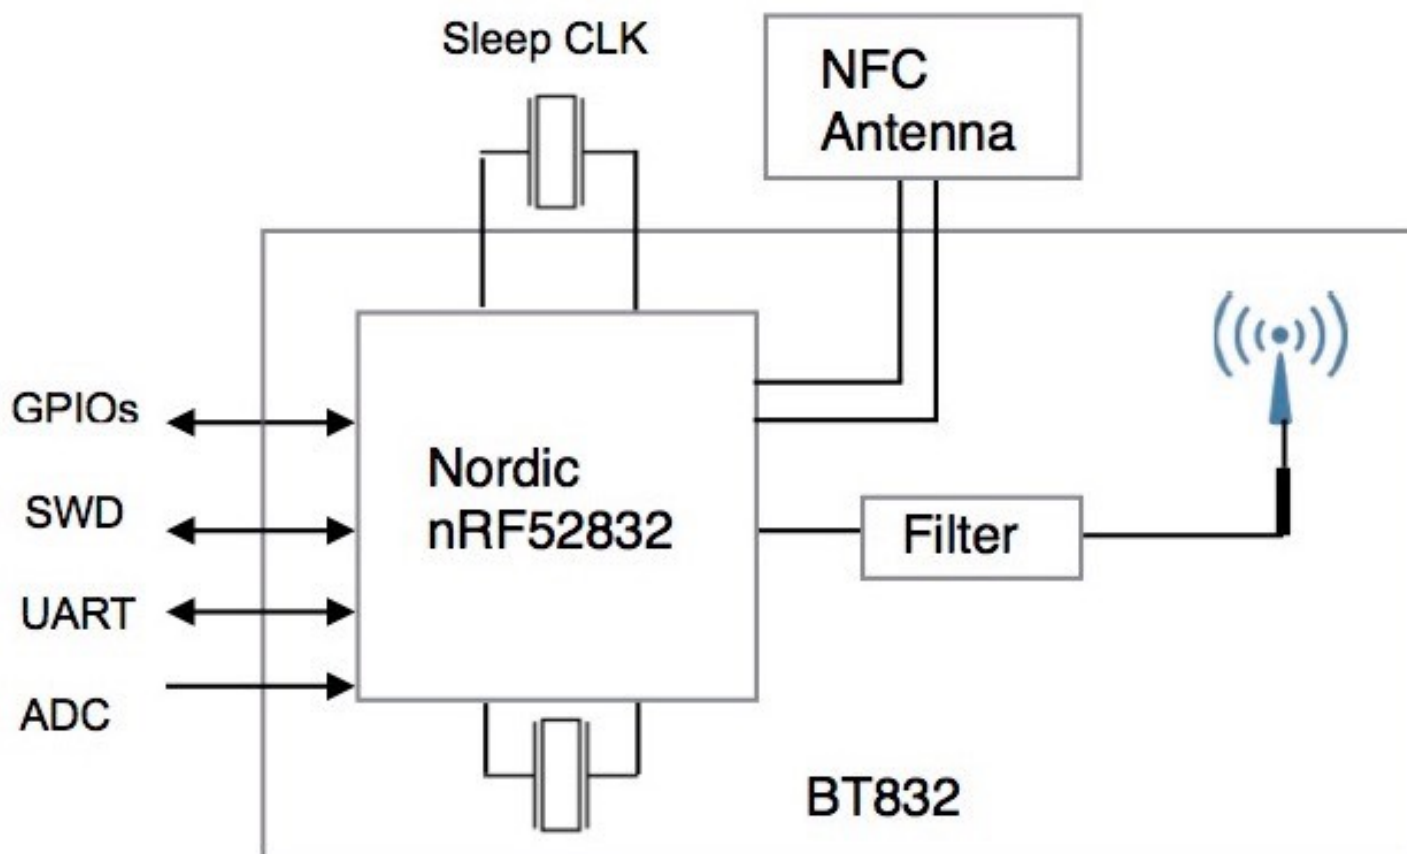 Sleep CLK
NFC
Antenna
GPIOs
SWD
UART
ADC
Nordic
nRF52832
Filter
BT832